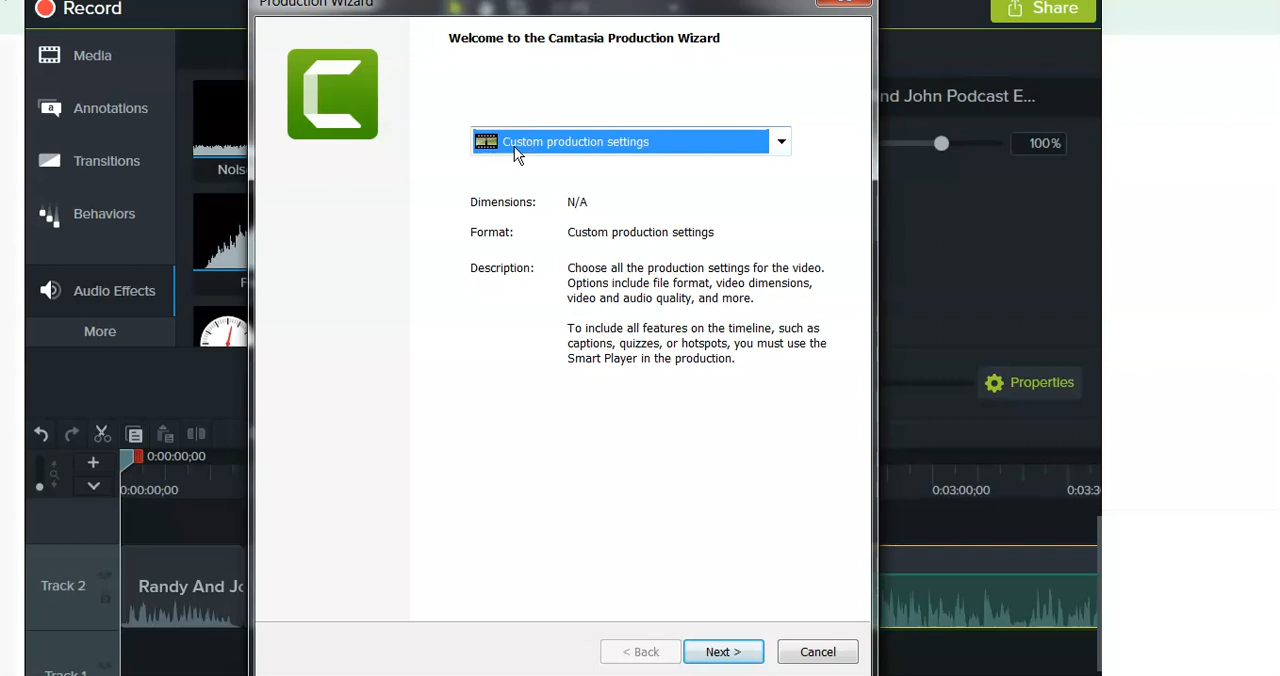 Record
Production Wizard
Share
Media
Welcome to the Camtasia Production Wizard
nd John Podcast E...
Annotations
Custom production settings
100%
Transitions
Nois
Dimensions: N/A
Behaviors
Format: Custom production settings
Description: Choose all the production settings for the video.
Options include file format, video dimensions,
video and audio quality, and more.
Audio Effects
F
To include all features on the timeline, such as
captions, quizzes, or hotspots, you must use the
Smart Player in the production.
More
Properties
0:00:00;00
0:00:00;00
0:03:00;00
0:03:3
Track 2
Randy And Jo
Track 1
< Back
Next >
Cancel